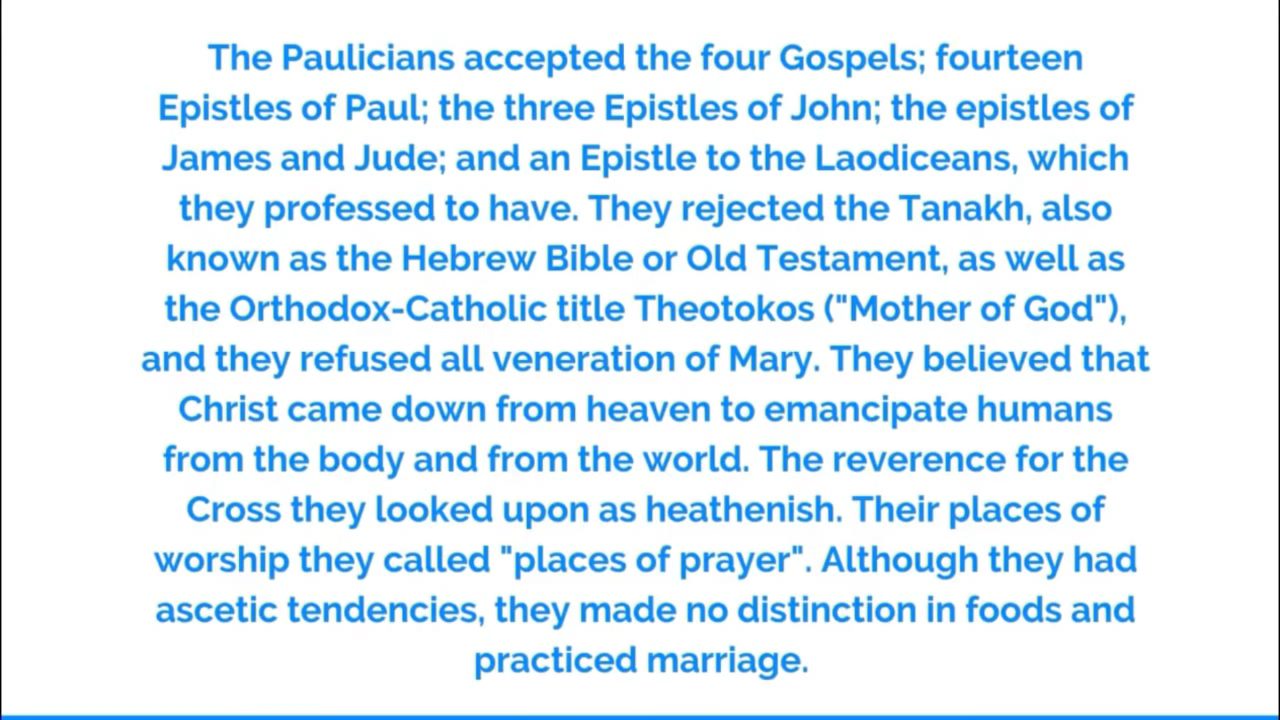 The Paulicians accepted the four Gospels; fourteen
Epistles of Paul; the three Epistles of John; the epistles of
James and Jude; and an Epistle to the Laodiceans, which
they professed to have. They rejected the Tanakh, also
known as the Hebrew Bible or Old Testament, as well as
the Orthodox-Catholic title Theotokos ("Mother of God"),
and they refused all veneration of Mary. They believed that
Christ came down from heaven to emancipate humans
from the body and from the world. The reverence for the
Cross they looked upon as heathenish. Their places of
worship they called "places of prayer". Although they had
ascetic tendencies, they made no distinction in foods and
practiced marriage.